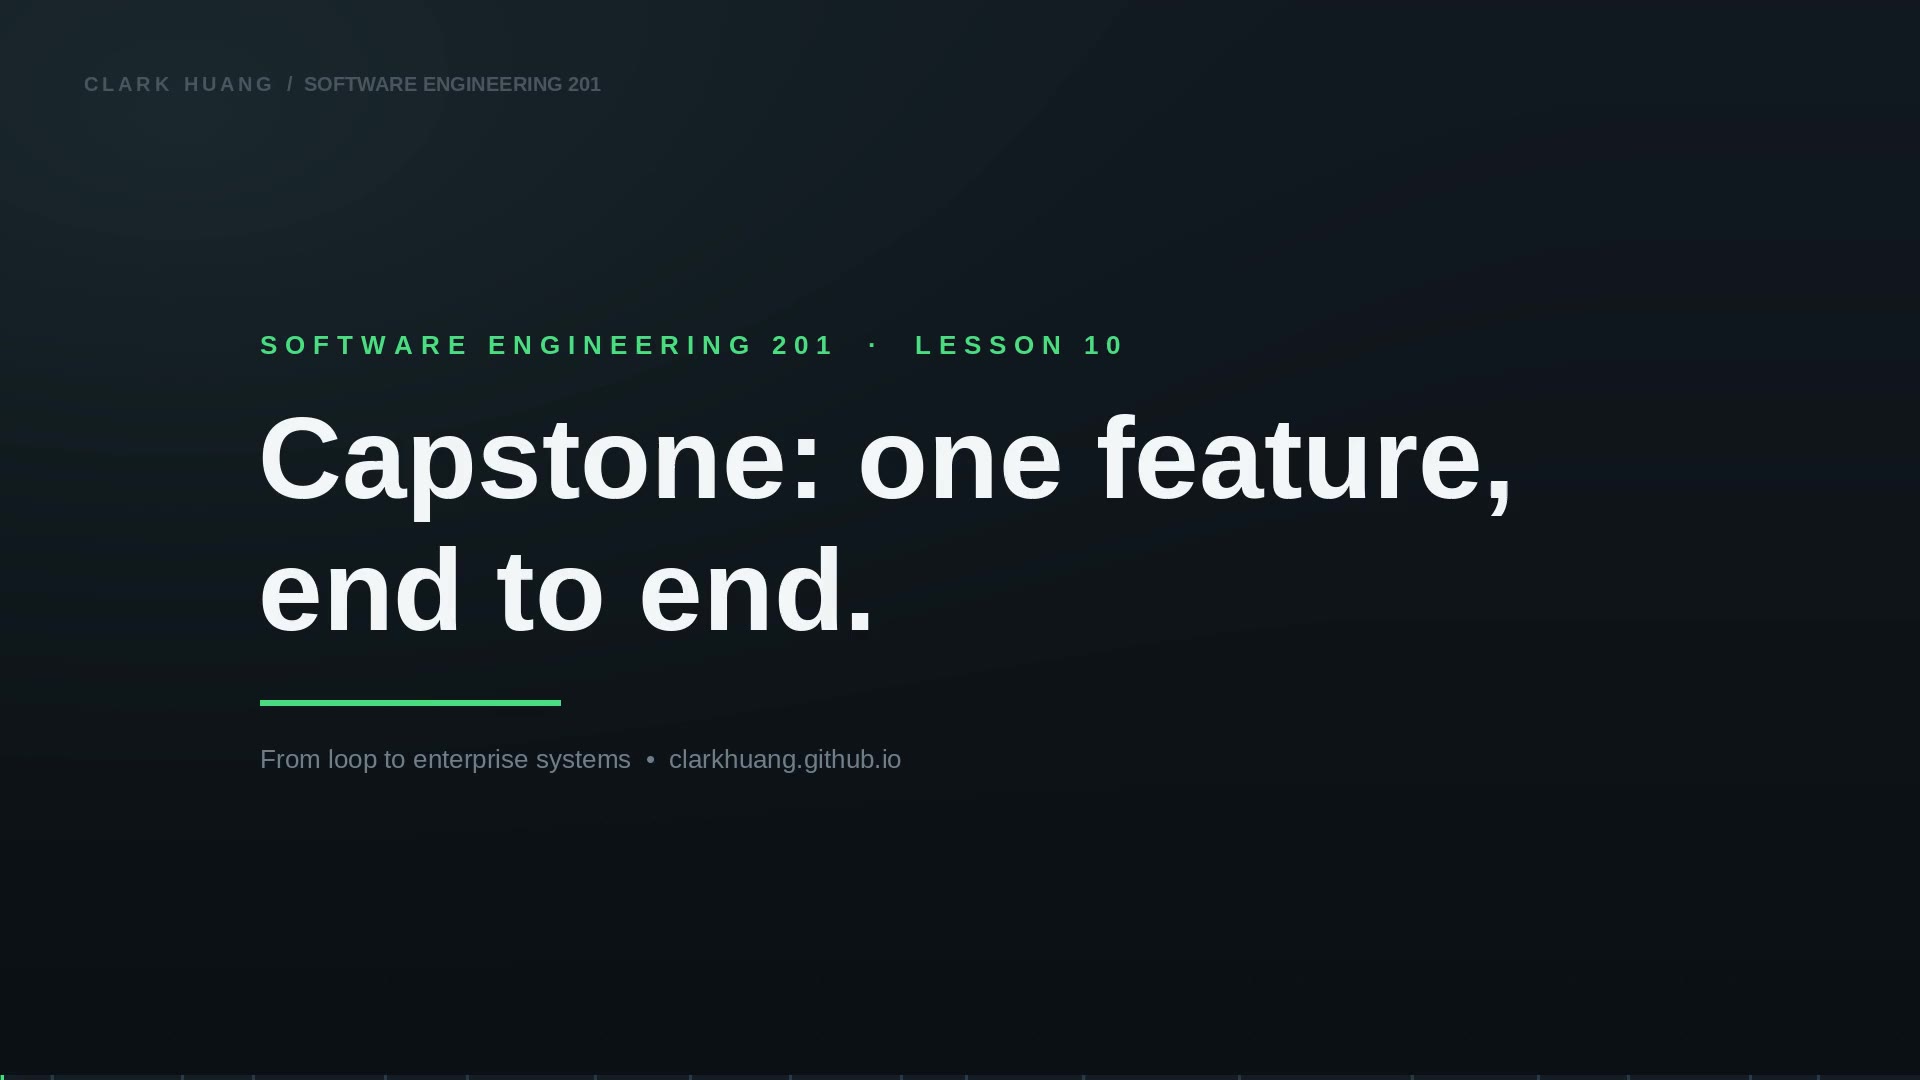 CLARK HUANG / SOFTWARE ENGINEERING 201
SOFTWARE ENGINEERING 201 · LESSON 10
Capstone: one feature,
end to end.
From loop to enterprise systems • clarkhuang.github.io